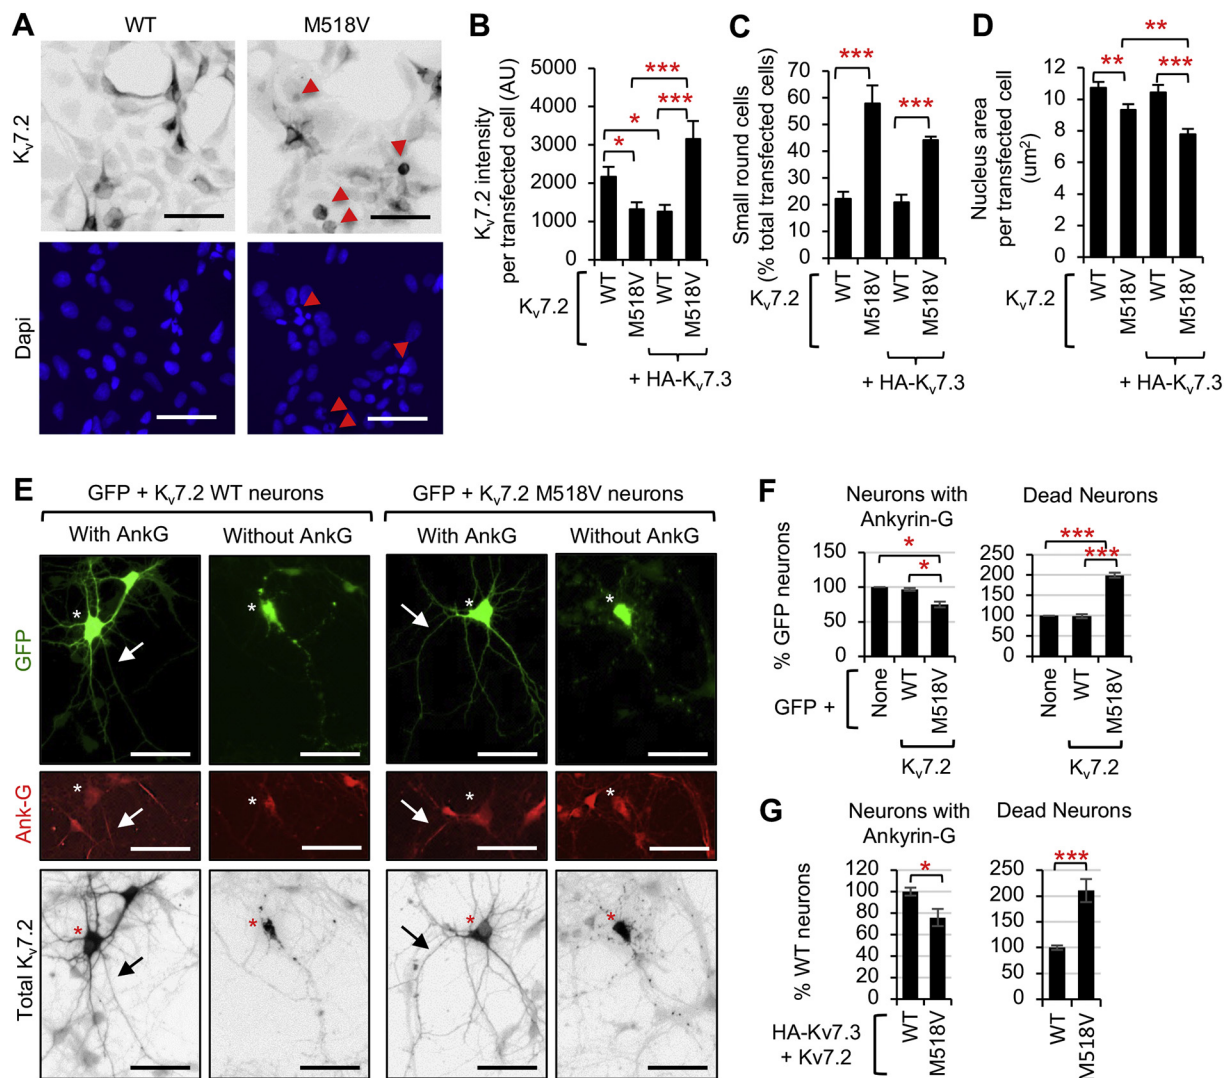 A
WT
M518V
Kv7.2
Dapi
B
Kv7.2 intensity
per transfected cell (AU)
5000
4000
3000
2000
1000
0
*
*
***
***
Kv7.2
WT
M518V
WT
M518V
+ HA-Kv7.3
C
Small round cells
(% total transfected cells)
70
60
50
40
30
20
10
0
***
***
Kv7.2
WT
M518V
WT
M518V
+ HA-Kv7.3
D
Nucleus area
per transfected cell
(um2)
12
10
8
6
4
2
0
**
**
***
Kv7.2
WT
M518V
WT
M518V
+ HA-Kv7.3
E
GFP + Kv7.2 WT neurons
GFP + Kv7.2 M518V neurons
With AnkG
Without AnkG
With AnkG
Without AnkG
GFP
* * * *
Ank-G
* * * *
Total Kv7.2
* * * *
F
Neurons with
Ankyrin-G
% GFP neurons
150
100
50
0
*
*
GFP +
None
WT
M518V
Kv7.2
Dead Neurons
250
200
150
100
50
0
***
***
None
WT
M518V
Kv7.2
G
Neurons with
Ankyrin-G
% WT neurons
120
100
80
60
40
20
0
*
HA-Kv7.3
+ Kv7.2
WT
M518V
Dead Neurons
250
200
150
100
50
0
***
WT
M518V